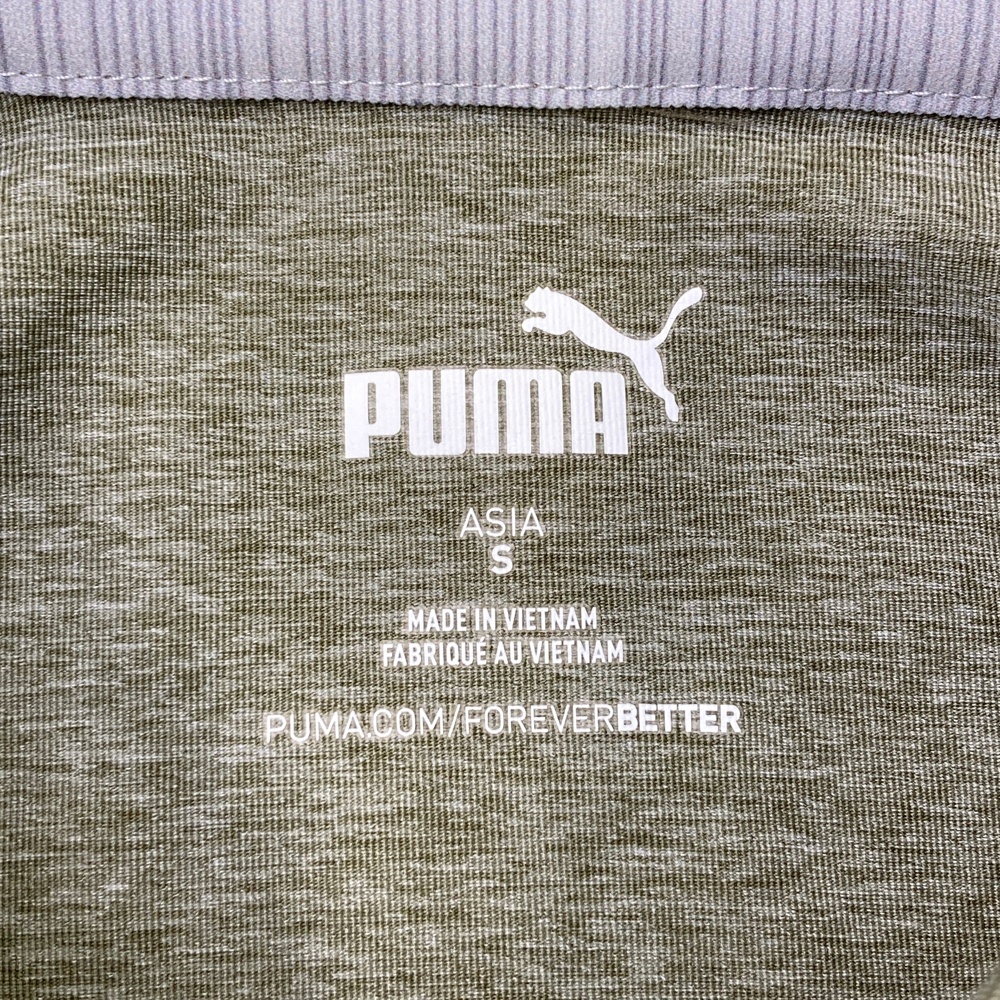 PUMA
ASIA
S
MADE IN VIETNAM
FABRIQUÉ AU VIETNAM
PUMA.COM/FOREVERBETTER